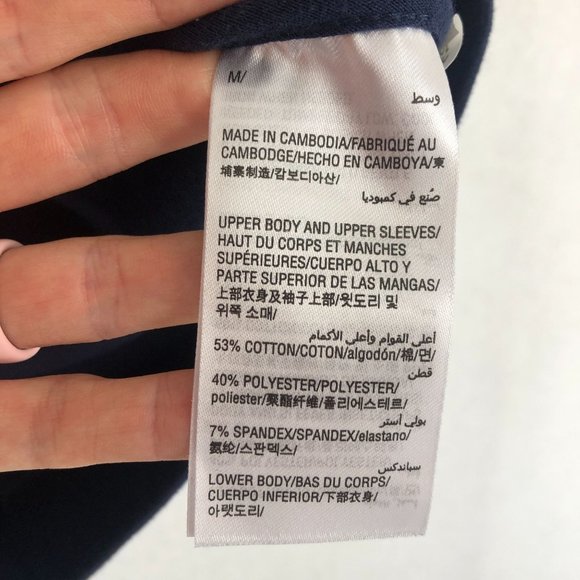 M/
وسط
MADE IN CAMBODIA/FABRIQUÉ AU
CAMBODGE/HECHO EN CAMBOYA/柬
埔寨制造/캄보디아산/
صُنع في كمبوديا
UPPER BODY AND UPPER SLEEVES/
HAUT DU CORPS ET MANCHES
SUPÉRIEURES/CUERPO ALTO Y
PARTE SUPERIOR DE LAS MANGAS/
上部衣身及袖子上部/윗도리 및
위쪽 소매/
أعلى القوام وأعلى الأكمام
53% COTTON/COTON/algodón/棉/면/
قطن
40% POLYESTER/POLYESTER/
poliester/聚酯纤维/폴리에스테르/
بولي أستر
7% SPANDEX/SPANDEX/elastano/
氨纶/스판덱스/
سباندكس
LOWER BODY/BAS DU CORPS/
CUERPO INFERIOR/下部衣身/
아랫도리/